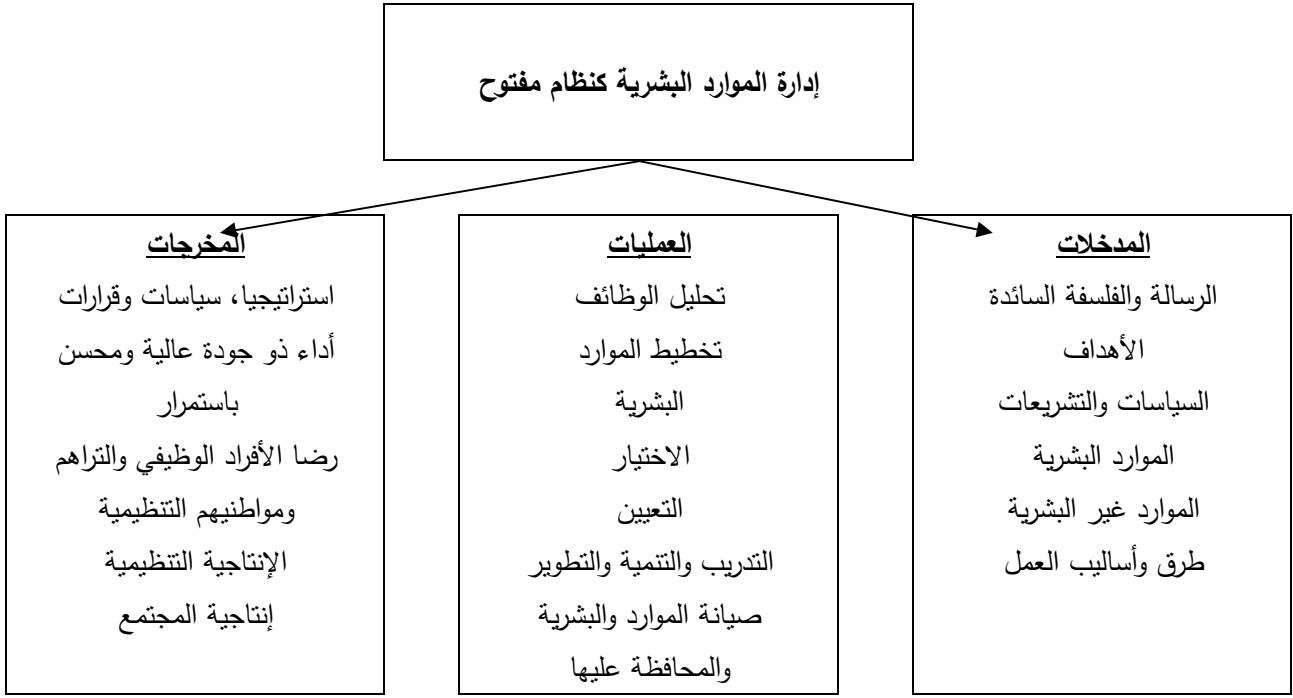 إدارة الموارد البشرية كنظام مفتوح
المدخلات
الرسالة والفلسفة السائدة
الأهداف
السياسات والتشريعات
الموارد البشرية
الموارد غير البشرية
طرق وأساليب العمل
العمليات
تحليل الوظائف
تخطيط الموارد
البشرية
الاختيار
التعيين
التدريب والتنمية والتطوير
صيانة الموارد والبشرية
والمحافظة عليها
المخرجات
استراتيجيا، سياسات وقرارات
أداء ذو جودة عالية ومحسن
باستمرار
رضا الأفراد الوظيفي والتراهم
ومواطنيهم التنظيمية
الإنتاجية التنظيمية
إنتاجية المجتمع